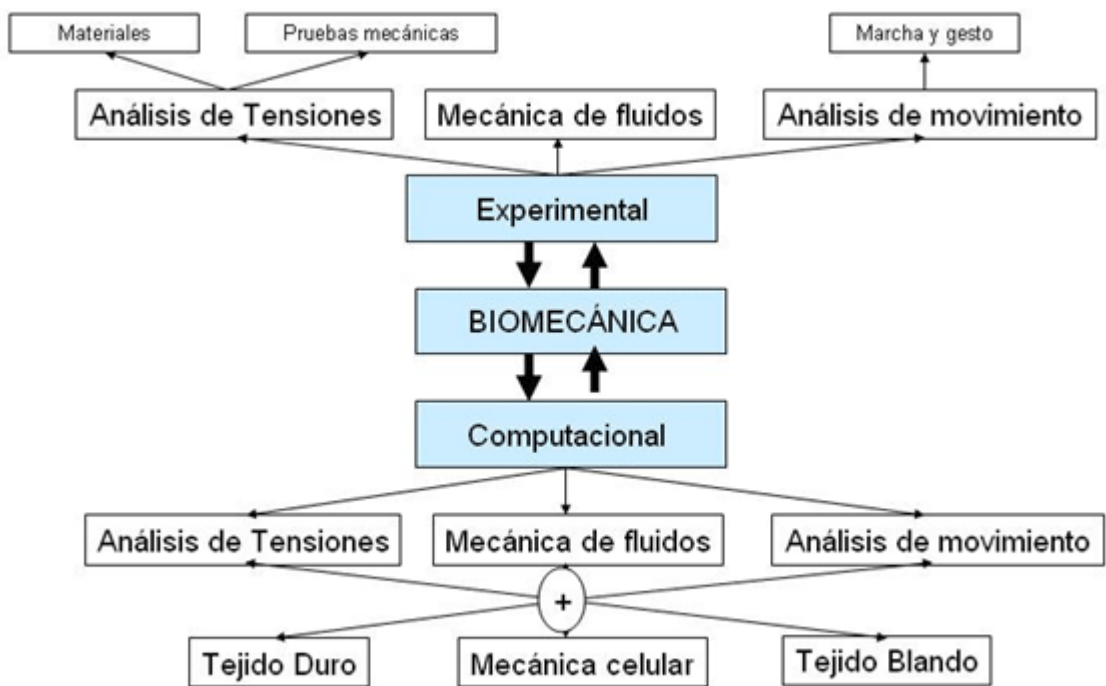 Materiales
Pruebas mecánicas
Marcha y gesto
Análisis de Tensiones
Mecánica de fluidos
Análisis de movimiento
Experimental
BIOMECÁNICA
Computacional
Análisis de Tensiones
Mecánica de fluidos
Análisis de movimiento
+
Tejido Duro
Mecánica celular
Tejido Blando